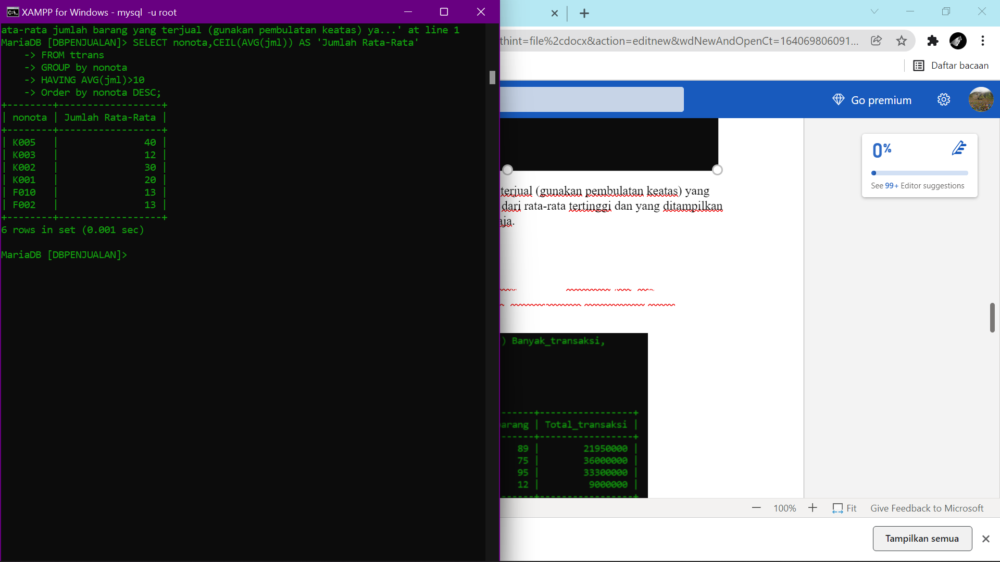 XAMPP for Windows - mysql  -u root
ata-rata jumlah barang yang terjual (gunakan pembulatan keatas) ya...' at line 1
MariaDB [DBPENJUALAN]> SELECT nonota,CEIL(AVG(jml)) AS 'Jumlah Rata-Rata'
    -> FROM ttrans
    -> GROUP by nonota
    -> HAVING AVG(jml)>10
    -> Order by nonota DESC;
+--------+------------------+
| nonota | Jumlah Rata-Rata |
+--------+------------------+
| K005   |               40 |
| K003   |               12 |
| K002   |               30 |
| K001   |               20 |
| F010   |               13 |
| F002   |               13 |
+--------+------------------+
6 rows in set (0.001 sec)
MariaDB [DBPENJUALAN]>
thint=file%2cdocx&action=editnew&wdNewAndOpenCt=164069806091...
Daftar bacaan
Go premium
0%
See 99+ Editor suggestions
terjual (gunakan pembulatan keatas) yang
dari rata-rata tertinggi dan yang ditampilkan
aja.
) Banyak_transaksi,
------+-----------------+
barang | Total_transaksi |
------+-----------------+
89 | 21950000 |
75 | 36000000 |
95 | 33300000 |
12 | 9000000 |
------+-----------------+
100%
Fit
Give Feedback to Microsoft
Tampilkan semua